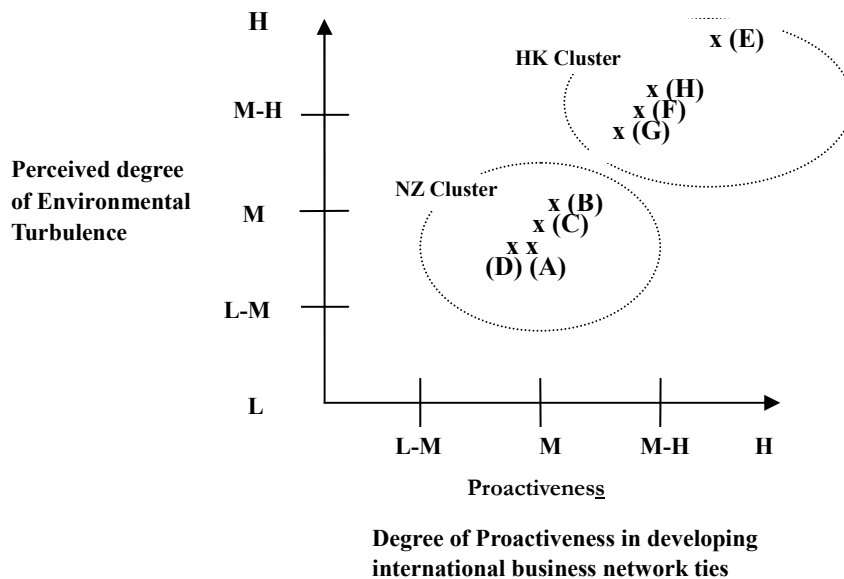 H
x (E)
HK Cluster
x (H)
M-H
x (F)
x (G)
Perceived degree
of Environmental
Turbulence
NZ Cluster
M
x (B)
x (C)
x x
(D) (A)
L-M
L
L-M M M-H H
Proactiveness
Degree of Proactiveness in developing
international business network ties